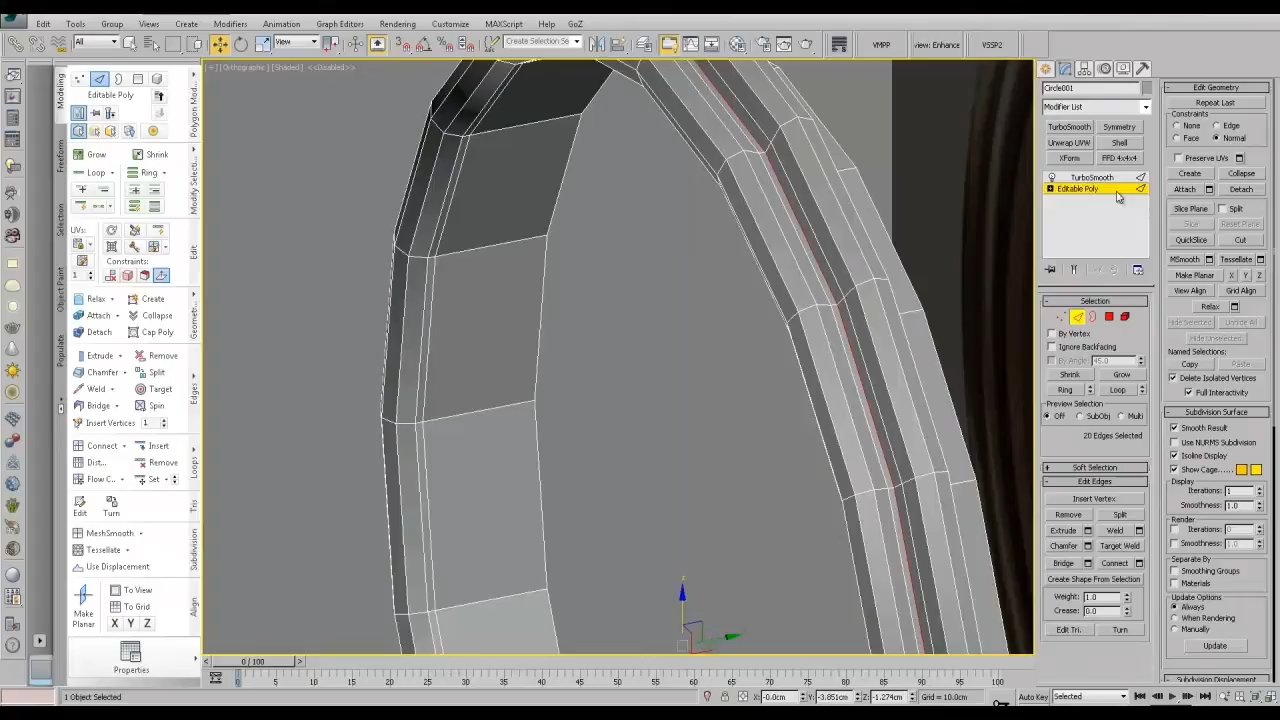 Edit Tools Group Views Create Modifiers Animation Graph Editors Rendering Customize MAXScript Help GoZ
All View Create Selection Se VMPP view: Enhance VSSP2
[ + ] [ Orthographic ] [ Shaded ] <<Disabled>>
Modeling
Freeform
Selection
Object Paint
Populate
Editable Poly
Grow Shrink
Loop Ring
UVs:
Constraints:
1
Relax Create
Attach Collapse
Detach Cap Poly
Extrude Remove
Chamfer Split
Weld Target
Bridge Spin
Insert Vertices 1
Connect Insert
Dist... Remove
Flow C... Set
Edit Turn
MeshSmooth
Tessellate
Use Displacement
Make Planar
To View
To Grid
X Y Z
Properties
Polygon Mod...
Modify Selecti...
Edit
Geometr...
Edges
Loops
Tris
Subdivision
Align
Circle001
Modifier List
TurboSmooth Symmetry
Unwrap UVW Shell
XForm FFD 4x4x4
TurboSmooth
Editable Poly
Selection
By Vertex
Ignore Backfacing
By Angle: 45.0
Shrink Grow
Ring Loop
Preview Selection
Off SubObj Multi
20 Edges Selected
Soft Selection
Edit Edges
Insert Vertex
Remove Split
Extrude Weld
Chamfer Target Weld
Bridge Connect
Create Shape From Selection
Weight: 1.0
Crease: 0.0
Edit Tri. Turn
Edit Geometry
Repeat Last
Constraints
None Edge
Face Normal
Preserve UVs
Create Collapse
Attach Detach
Slice Plane Split
Slice Reset Plane
QuickSlice Cut
MSmooth Tessellate
Make Planar X Y Z
View Align Grid Align
Relax
Hide Selected Unhide All
Hide Unselected
Named Selections:
Copy Paste
Delete Isolated Vertices
Full Interactivity
Subdivision Surface
Smooth Result
Use NURMS Subdivision
Isoline Display
Show Cage......
Display
Iterations: 1
Smoothness: 1.0
Render
Iterations: 0
Smoothness: 1.0
Separate By
Smoothing Groups
Materials
Update Options
Always
When Rendering
Manually
Update
Subdivision Displacement
z
< 0 / 100 >
0 5 10 15 20 25 30 35 40 45 50 55 60 65 70 75 80 85 90 95 100
1 Object Selected X: -0.0cm Y: -3.851cm Z: -1.274cm Grid = 10.0cm Auto Key Selected